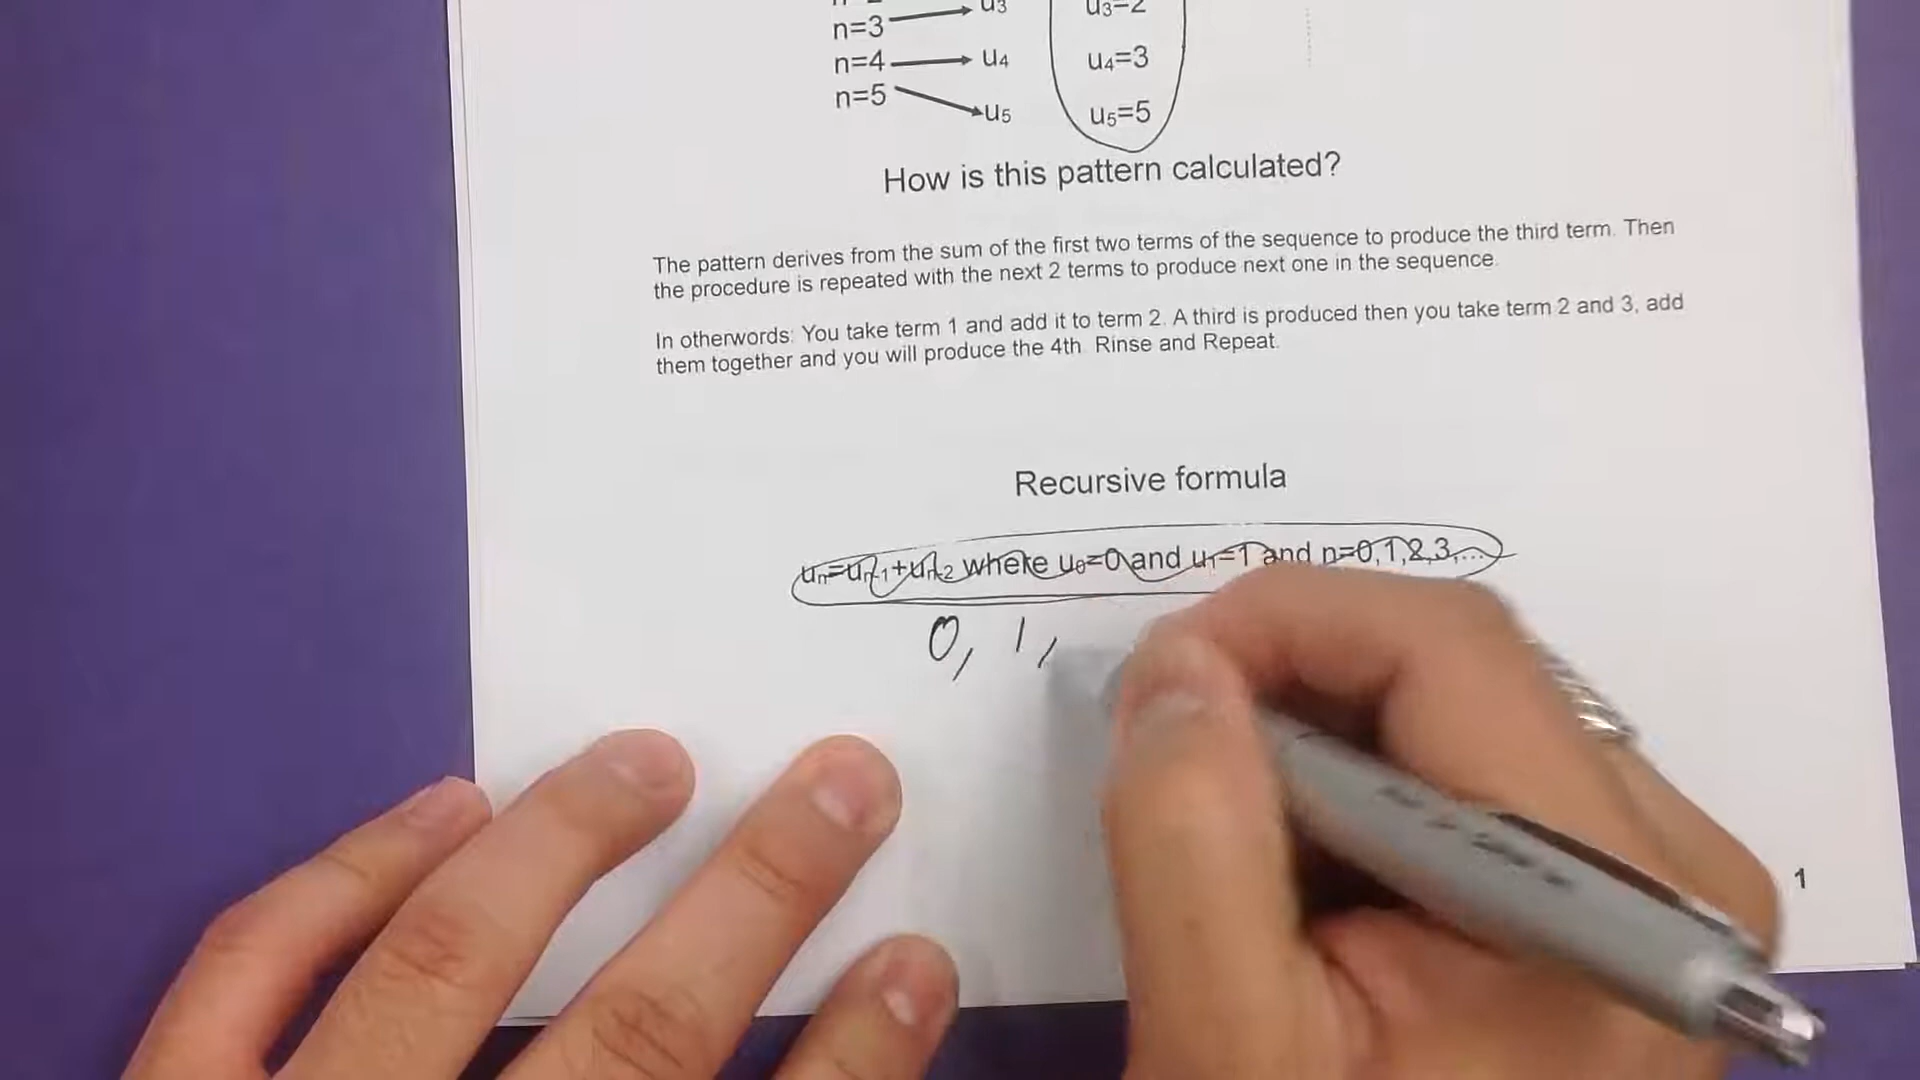 n=3 u3 u3=2
n=4 u4 u4=3
n=5 u5 u5=5
How is this pattern calculated?
The pattern derives from the sum of the first two terms of the sequence to produce the third term. Then
the procedure is repeated with the next 2 terms to produce next one in the sequence.
In otherwords: You take term 1 and add it to term 2. A third is produced then you take term 2 and 3, add
them together and you will produce the 4th. Rinse and Repeat.
Recursive formula
un=un-1+un-2 where u0=0 and u1=1 and n=0,1,2,3,...
0, 1,
1